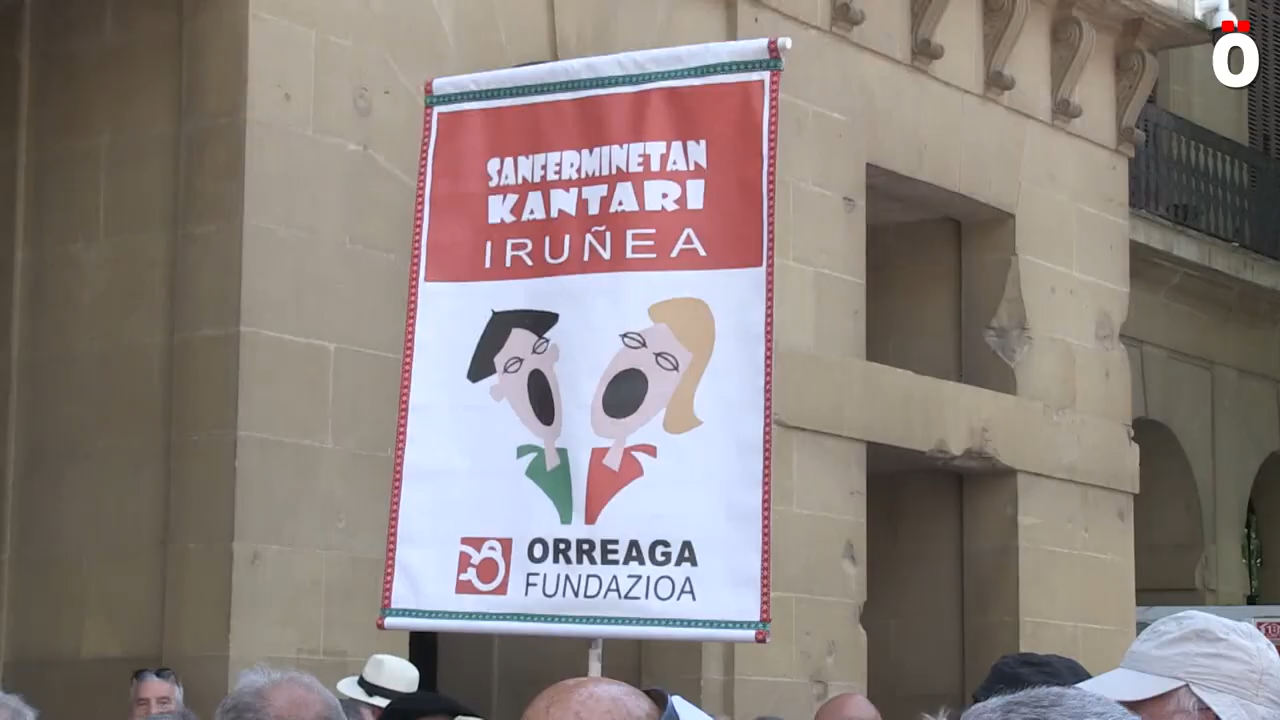 Ö
SANFERMINETAN
KANTARI
IRUÑEA
ORREAGA
FUNDAZIOA